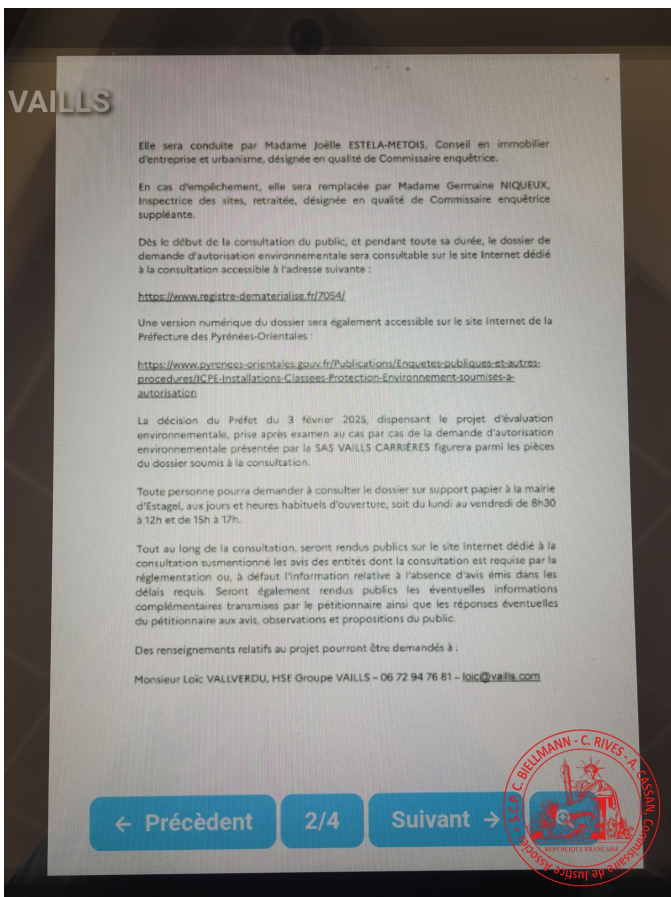 VAILLS
Elle sera conduite par Madame Joëlle ESTELA-METOIS, Conseil en immobilier
d'entreprise et urbanisme, désignée en qualité de Commissaire enquêtrice.
En cas d'empêchement, elle sera remplacée par Madame Germaine NIQUEUX,
Inspectrice des sites, retraitée, désignée en qualité de Commissaire enquêtrice
suppléante.
Dès le début de la consultation du public, et pendant toute sa durée, le dossier de
demande d'autorisation environnementale sera consultable sur le site Internet dédié
à la consultation accessible à l'adresse suivante :
https://www.registre-dematerialise.fr/7054/
Une version numérique du dossier sera également accessible sur le site Internet de la
Préfecture des Pyrénées-Orientales :
https://www.pyrenees-orientales.gouv.fr/Publications/Enquetes-publiques-et-autres-
procedures/ICPE-Installations-Classees-Protection-Environnement-soumises-a-
autorisation
La décision du Préfet du 3 février 2025, dispensant le projet d'évaluation
environnementale, prise après examen au cas par cas de la demande d'autorisation
environnementale présentée par la SAS VAILLS CARRIÈRES figurera parmi les pièces
du dossier soumis à la consultation.
Toute personne pourra demander à consulter le dossier sur support papier à la mairie
d'Estagel, aux jours et heures habituels d'ouverture, soit du lundi au vendredi de 8h30
à 12h et de 15h à 17h.
Tout au long de la consultation, seront rendus publics sur le site Internet dédié à la
consultation susmentionné les avis des entités dont la consultation est requise par la
réglementation ou, à défaut l'information relative à l'absence d'avis émis dans les
délais requis. Seront également rendus publics les éventuelles informations
complémentaires transmises par le pétitionnaire ainsi que les réponses éventuelles
du pétitionnaire aux avis, observations et propositions du public.
Des renseignements relatifs au projet pourront être demandés à :
Monsieur Loïc VALLVERDU, HSE Groupe VAILLS – 06 72 94 76 81 – loic@vaills.com
← Précèdent 2/4 Suivant →
S.C.P. C. BIELLMANN - C. RIVES - A. CASSAN, Commissaire de Justice Associés
REPUBLIQUE FRANÇAISE